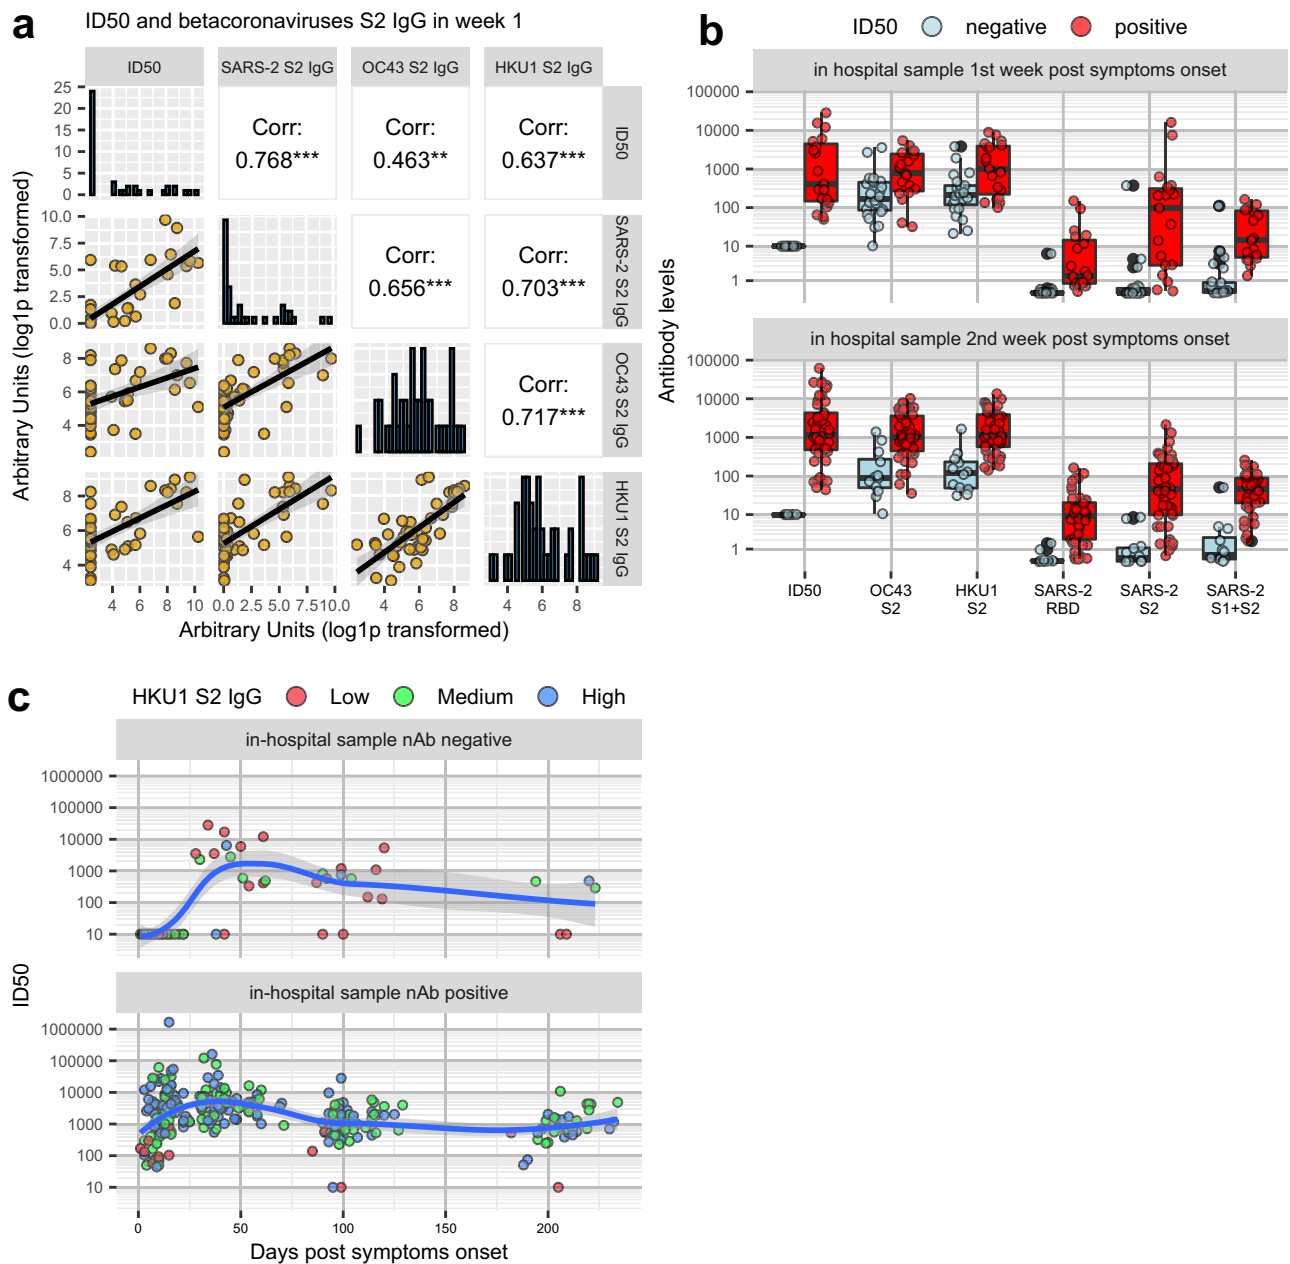 a
ID50 and betacoronaviruses S2 IgG in week 1
ID50
SARS-2 S2 IgG
OC43 S2 IgG
HKU1 S2 IgG
25
20
15
10
5
0
Corr:
0.768***
Corr:
0.463**
Corr:
0.637***
ID50
10.0
7.5
5.0
2.5
0.0
Corr:
0.656***
Corr:
0.703***
SARS-2 S2 IgG
8
6
4
Corr:
0.717***
OC43 S2 IgG
8
6
4
HKU1 S2 IgG
4 6 8 10
0.0 2.5 5.0 7.5 10.0
4 6 8
4 6 8
Arbitrary Units (log1p transformed)
Arbitrary Units (log1p transformed)
b
ID50 negative positive
in hospital sample 1st week post symptoms onset
100000
10000
1000
100
10
1
in hospital sample 2nd week post symptoms onset
100000
10000
1000
100
10
1
Antibody levels
ID50
OC43
S2
HKU1
S2
SARS-2
RBD
SARS-2
S2
SARS-2
S1+S2
c
HKU1 S2 IgG Low Medium High
in-hospital sample nAb negative
1000000
100000
10000
1000
100
10
in-hospital sample nAb positive
1000000
100000
10000
1000
100
10
ID50
0 50 100 150 200
Days post symptoms onset